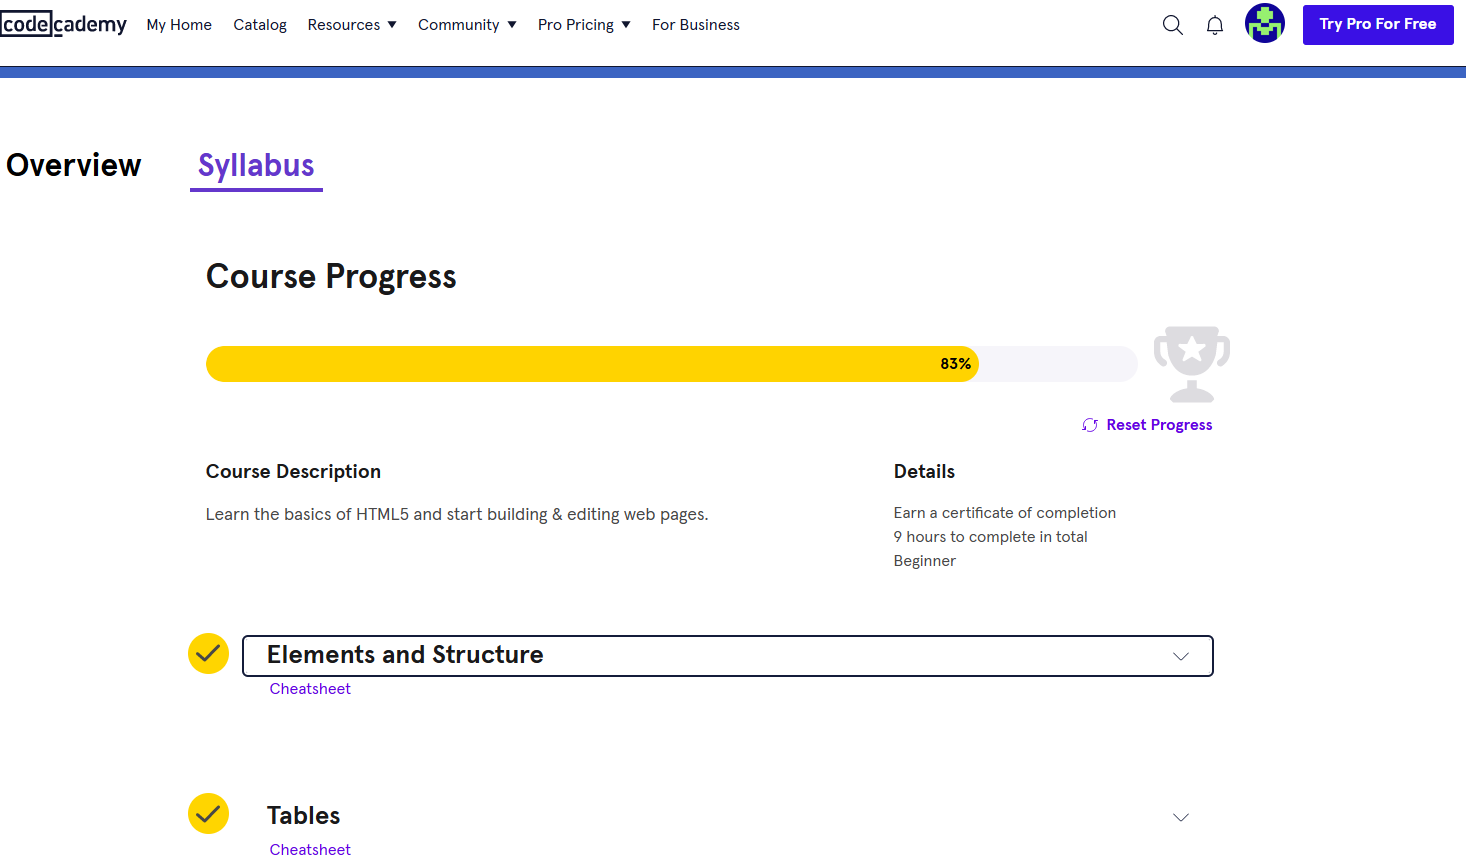 codecademy My Home Catalog Resources Community Pro Pricing For Business Try Pro For Free
Overview Syllabus
Course Progress
83%
Reset Progress
Course Description
Learn the basics of HTML5 and start building & editing web pages.
Details
Earn a certificate of completion
9 hours to complete in total
Beginner
Elements and Structure
Cheatsheet
Tables
Cheatsheet